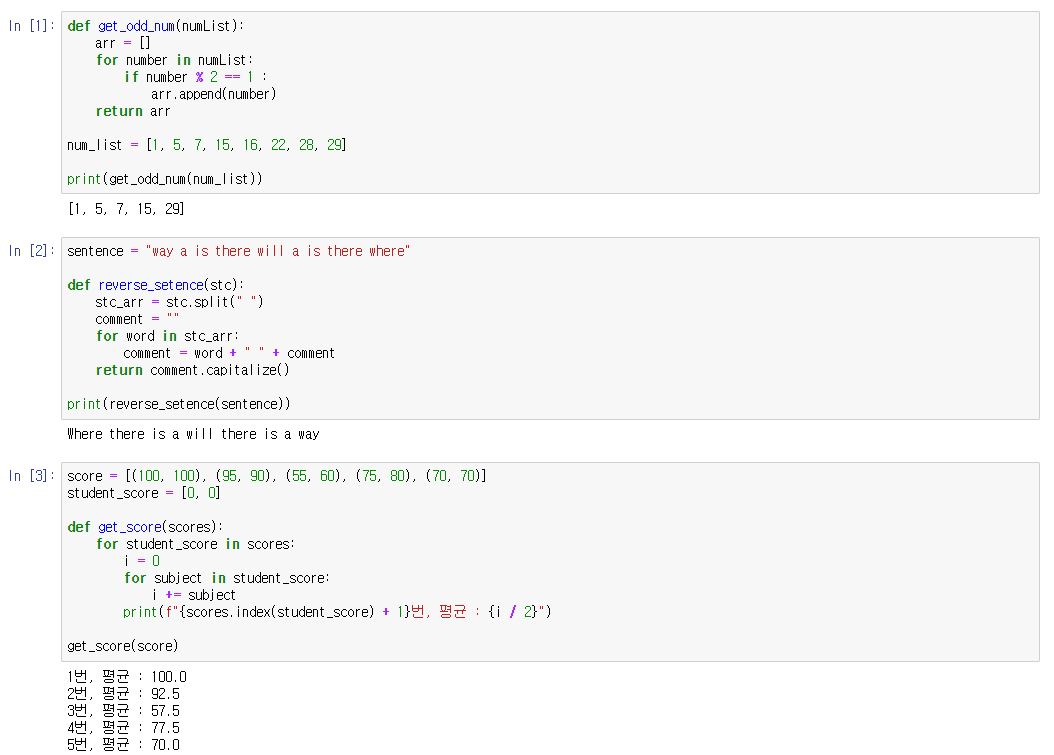 In [1]: def get_odd_num(numList):
    arr = []
    for number in numList:
        if number % 2 == 1 :
            arr.append(number)
    return arr

num_list = [1, 5, 7, 15, 16, 22, 28, 29]

print(get_odd_num(num_list))
[1, 5, 7, 15, 29]
In [2]: sentence = "way a is there will a is there where"

def reverse_setence(stc):
    stc_arr = stc.split(" ")
    comment = ""
    for word in stc_arr:
        comment = word + " " + comment
    return comment.capitalize()

print(reverse_setence(sentence))
Where there is a will there is a way
In [3]: score = [(100, 100), (95, 90), (55, 60), (75, 80), (70, 70)]
student_score = [0, 0]

def get_score(scores):
    for student_score in scores:
        i = 0
        for subject in student_score:
            i += subject
        print(f"{scores.index(student_score) + 1}번, 평균 : {i / 2}")

get_score(score)
1번, 평균 : 100.0
2번, 평균 : 92.5
3번, 평균 : 57.5
4번, 평균 : 77.5
5번, 평균 : 70.0